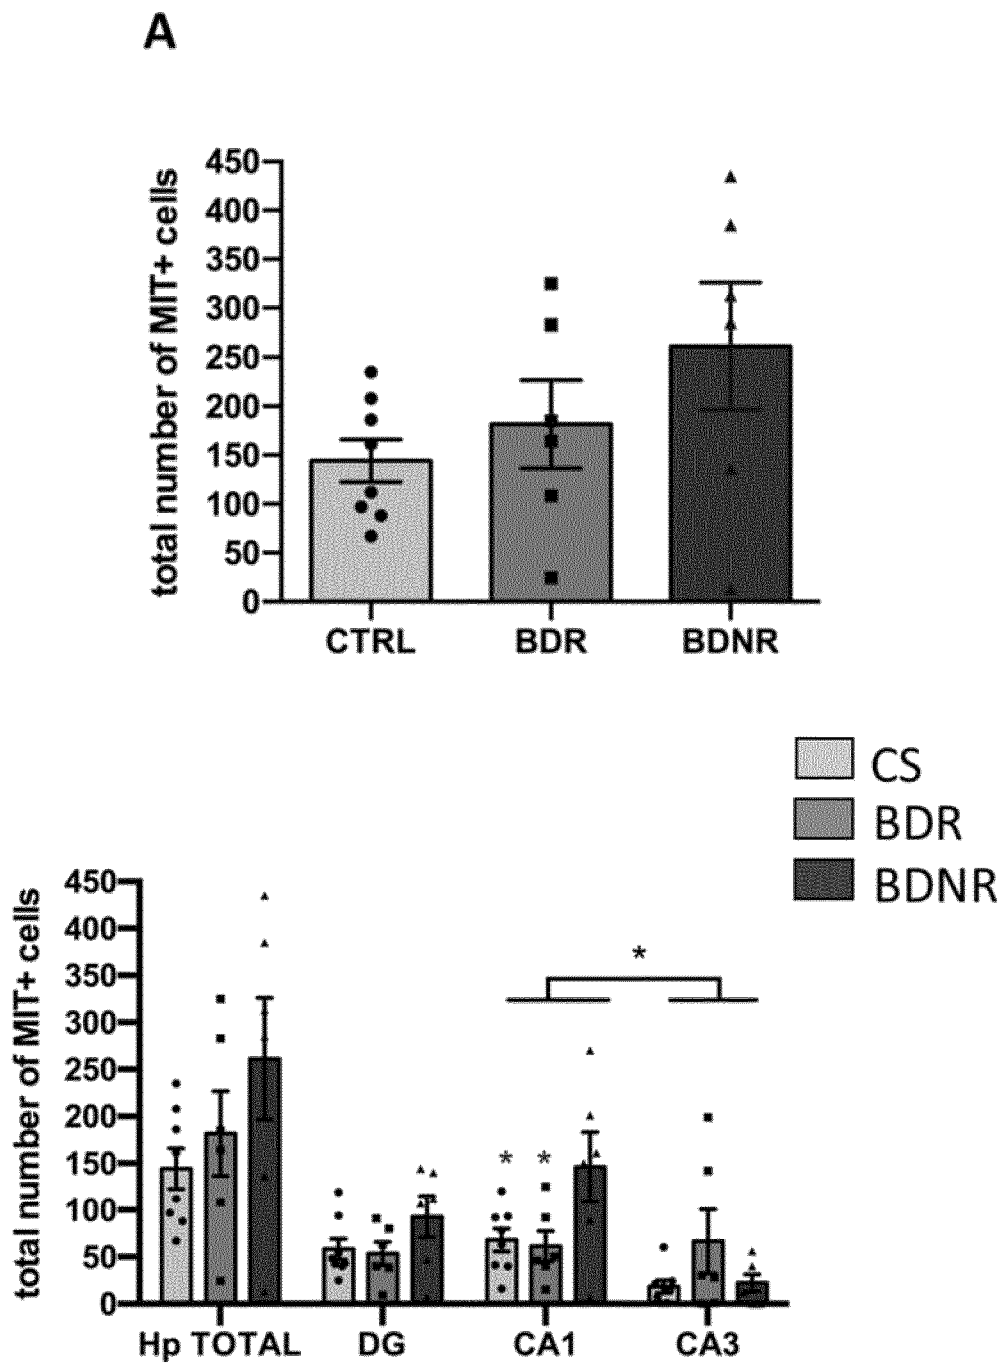 A
total number of MIT+ cells
450
400
350
300
250
200
150
100
50
0
CTRL BDR BDNR
CS
BDR
BDNR
total number of MIT+ cells
450
400
350
300
250
200
150
100
50
0
*
* *
Hp TOTAL DG CA1 CA3